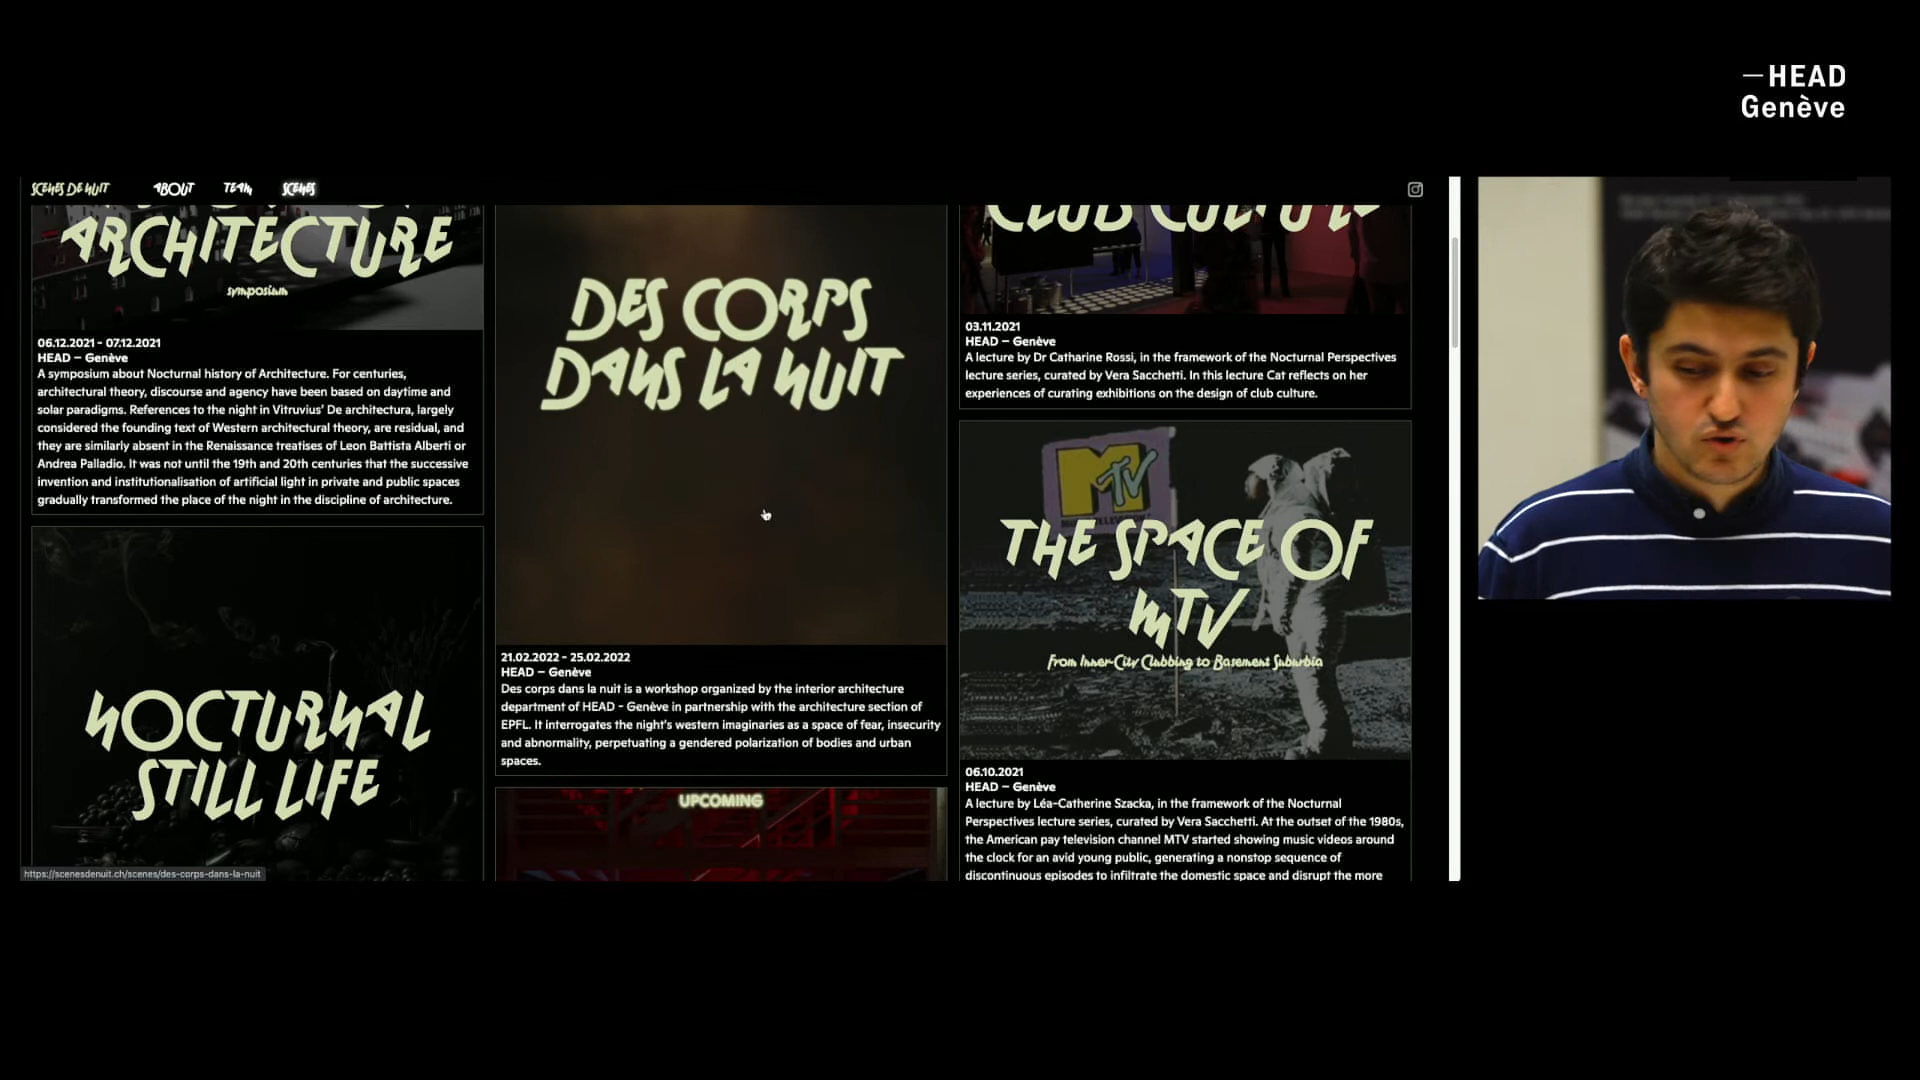 —HEAD
Genève
SCENES DE NUIT
ABOUT
TEAM
SCENES
ARCHITECTURE
symposium
06.12.2021 - 07.12.2021
HEAD – Genève
A symposium about Nocturnal history of Architecture. For centuries,
architectural theory, discourse and agency have been based on daytime and
solar paradigms. References to the night in Vitruvius' De architectura, largely
considered the founding text of Western architectural theory, are residual, and
they are similarly absent in the Renaissance treatises of Leon Battista Alberti or
Andrea Palladio. It was not until the 19th and 20th centuries that the successive
invention and institutionalisation of artificial light in private and public spaces
gradually transformed the place of the night in the discipline of architecture.
NOCTURNAL
STILL LIFE
https://scenesdenuit.ch/scenes/des-corps-dans-la-nuit
DES CORPS
DANS LA NUIT
21.02.2022 - 25.02.2022
HEAD – Genève
Des corps dans la nuit is a workshop organized by the interior architecture
department of HEAD - Genève in partnership with the architecture section of
EPFL. It interrogates the night's western imaginaries as a space of fear, insecurity
and abnormality, perpetuating a gendered polarization of bodies and urban
spaces.
UPCOMING
CLUB CULTURE
03.11.2021
HEAD – Genève
A lecture by Dr Catharine Rossi, in the framework of the Nocturnal Perspectives
lecture series, curated by Vera Sacchetti. In this lecture Cat reflects on her
experiences of curating exhibitions on the design of club culture.
MTV
THE SPACE OF
MTV
From Inner-City Clubbing to Basement Suburbia
06.10.2021
HEAD – Genève
A lecture by Léa-Catherine Szacka, in the framework of the Nocturnal
Perspectives lecture series, curated by Vera Sacchetti. At the outset of the 1980s,
the American pay television channel MTV started showing music videos around
the clock for an avid young public, generating a nonstop sequence of
discontinuous episodes to infiltrate the domestic space and disrupt the more